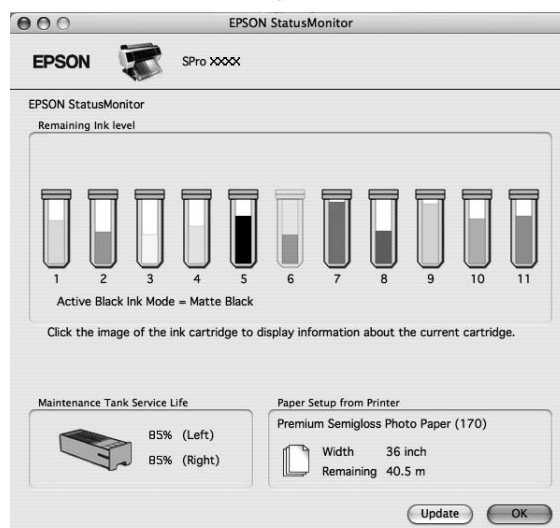 EPSON StatusMonitor
EPSON
SPro XXXX
EPSON StatusMonitor
Remaining Ink level
1 2 3 4 5 6 7 8 9 10 11
Active Black Ink Mode = Matte Black
Click the image of the ink cartridge to display information about the current cartridge.
Maintenance Tank Service Life
85% (Left)
85% (Right)
Paper Setup from Printer
Premium Semigloss Photo Paper (170)
Width 36 inch
Remaining 40.5 m
Update OK